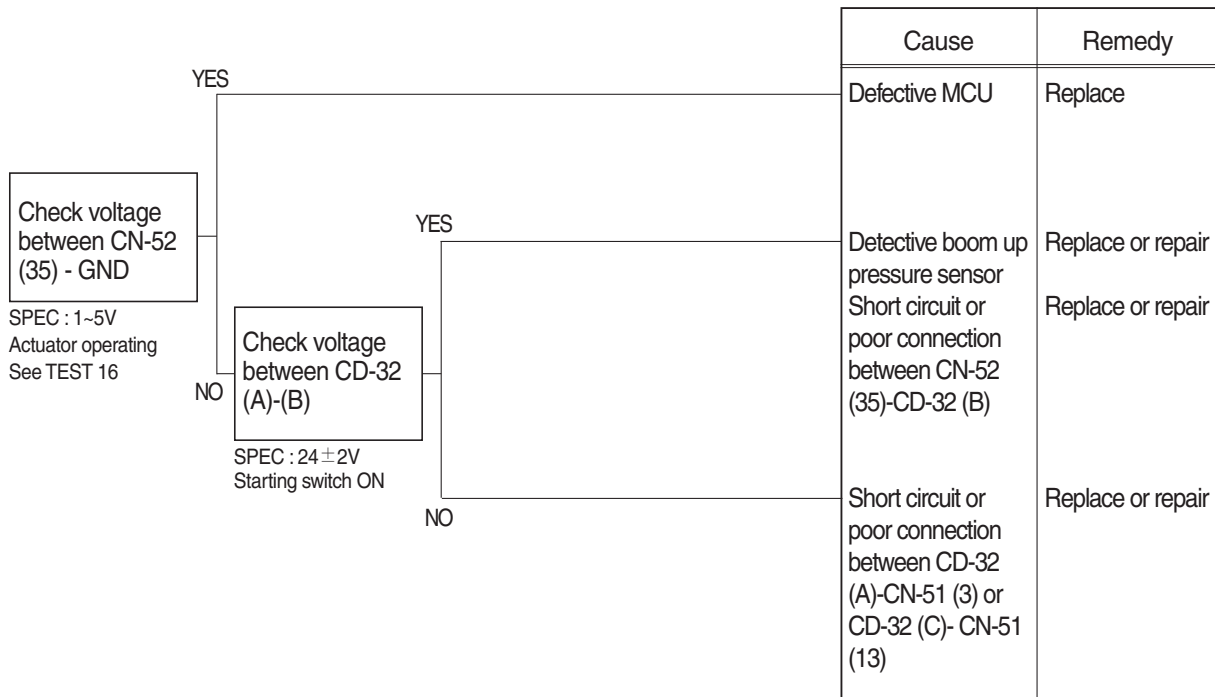 Cause Remedy
YES
Defective MCU Replace
Check voltage
between CN-52
(35) - GND
SPEC : 1~5V
Actuator operating
See TEST 16
YES
Detective boom up Replace or repair
pressure sensor
Short circuit or Replace or repair
poor connection
between CN-52
(35)-CD-32 (B)
NO
Check voltage
between CD-32
(A)-(B)
SPEC : 24±2V
Starting switch ON
NO
Short circuit or Replace or repair
poor connection
between CD-32
(A)-CN-51 (3) or
CD-32 (C)- CN-51
(13)